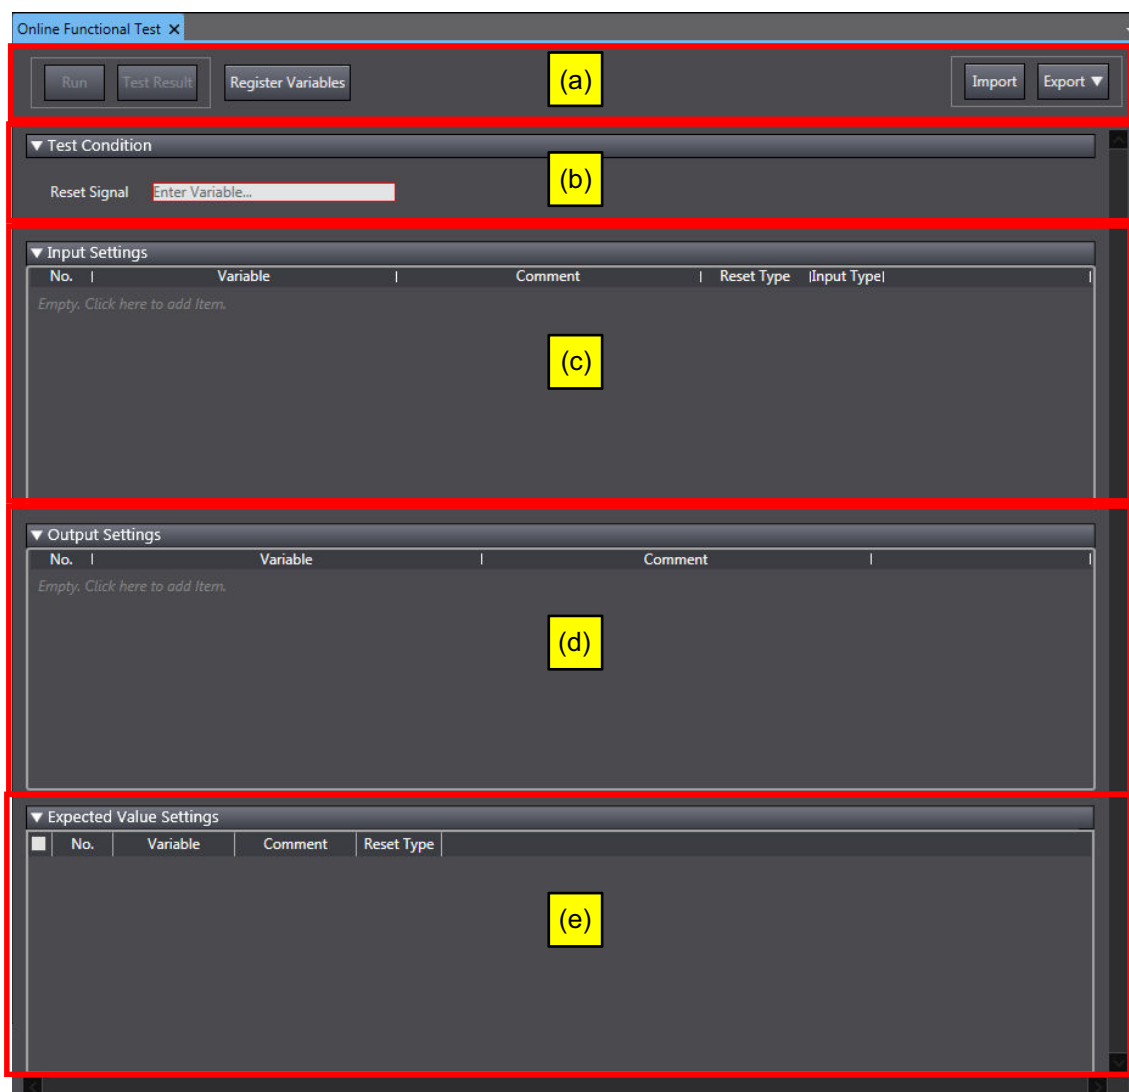 Online Functional Test X
Run Test Result Register Variables (a) Import Export ▼
▼ Test Condition
(b)
Reset Signal Enter Variable...
▼ Input Settings
No. Variable Comment Reset Type Input Type
Empty. Click here to add Item.
(c)
▼ Output Settings
No. Variable Comment
Empty. Click here to add Item.
(d)
▼ Expected Value Settings
No. Variable Comment Reset Type
(e)